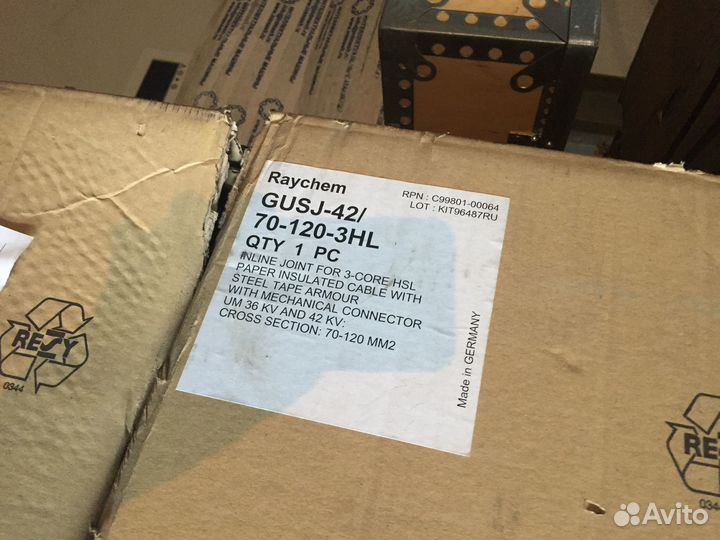 Raychem
RPN : C99801-00064
LOT : KIT96487RU
GUSJ-42/
70-120-3HL
QTY 1 PC
INLINE JOINT FOR 3-CORE HSL
PAPER INSULATED CABLE WITH
STEEL TAPE ARMOUR
WITH MECHANICAL CONNECTOR
UM 36 KV AND 42 KV:
CROSS SECTION: 70-120 MM2
Made in GERMANY
RESY
0344
RESY
034
Avito